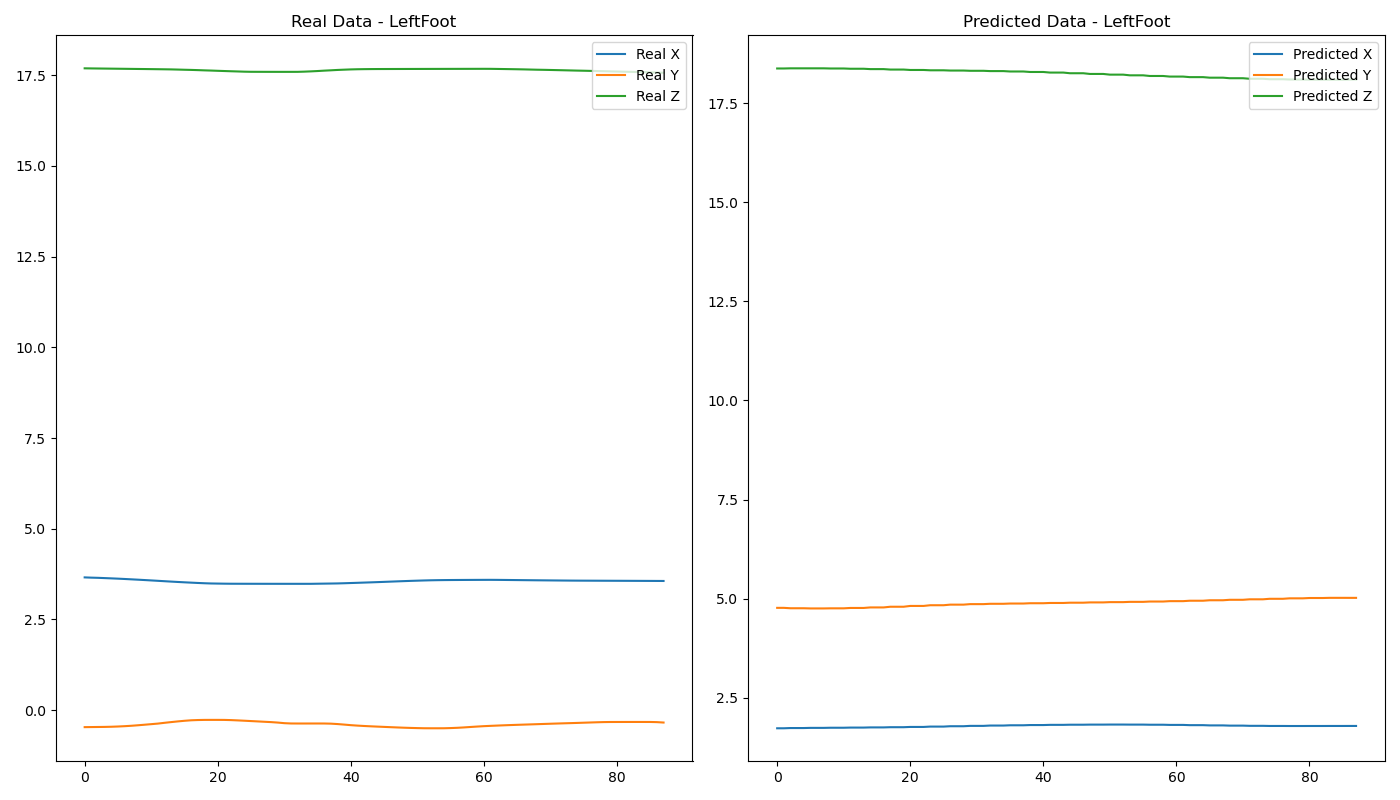 Real Data - LeftFoot
Real X
Real Y
Real Z
17.5
15.0
12.5
10.0
7.5
5.0
2.5
0.0
0 20 40 60 80
Predicted Data - LeftFoot
Predicted X
Predicted Y
Predicted Z
17.5
15.0
12.5
10.0
7.5
5.0
2.5
0 20 40 60 80